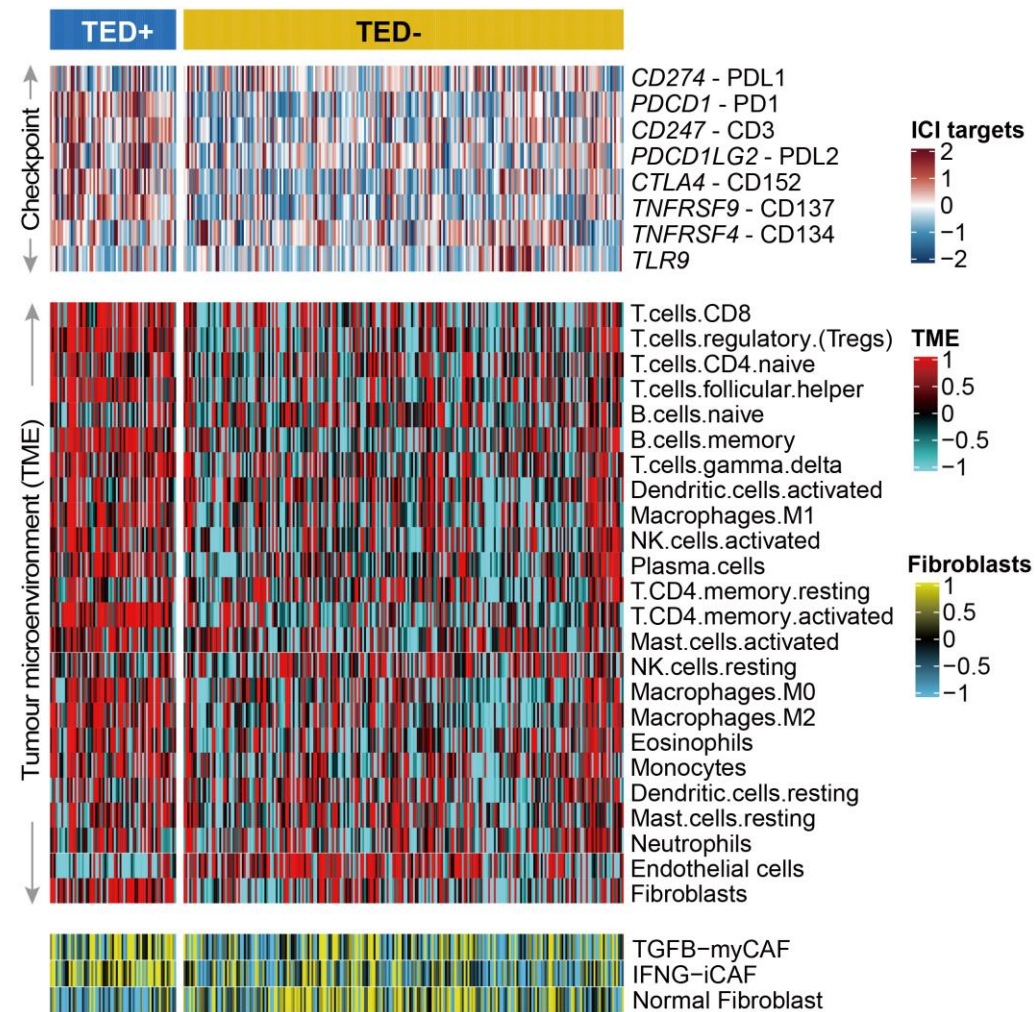 TED+ TED-
Checkpoint
CD274 - PDL1
PDCD1 - PD1
CD247 - CD3
PDCD1LG2 - PDL2
CTLA4 - CD152
TNFRSF9 - CD137
TNFRSF4 - CD134
TLR9
ICI targets
2
1
0
−1
−2
Tumour microenvironment (TME)
T.cells.CD8
T.cells.regulatory.(Tregs)
T.cells.CD4.naive
T.cells.follicular.helper
B.cells.naive
B.cells.memory
T.cells.gamma.delta
Dendritic.cells.activated
Macrophages.M1
NK.cells.activated
Plasma.cells
T.CD4.memory.resting
T.CD4.memory.activated
Mast.cells.activated
NK.cells.resting
Macrophages.M0
Macrophages.M2
Eosinophils
Monocytes
Dendritic.cells.resting
Mast.cells.resting
Neutrophils
Endothelial cells
Fibroblasts
TME
1
0.5
0
−0.5
−1
Fibroblasts
1
0.5
0
−0.5
−1
TGFB−myCAF
IFNG−iCAF
Normal Fibroblast